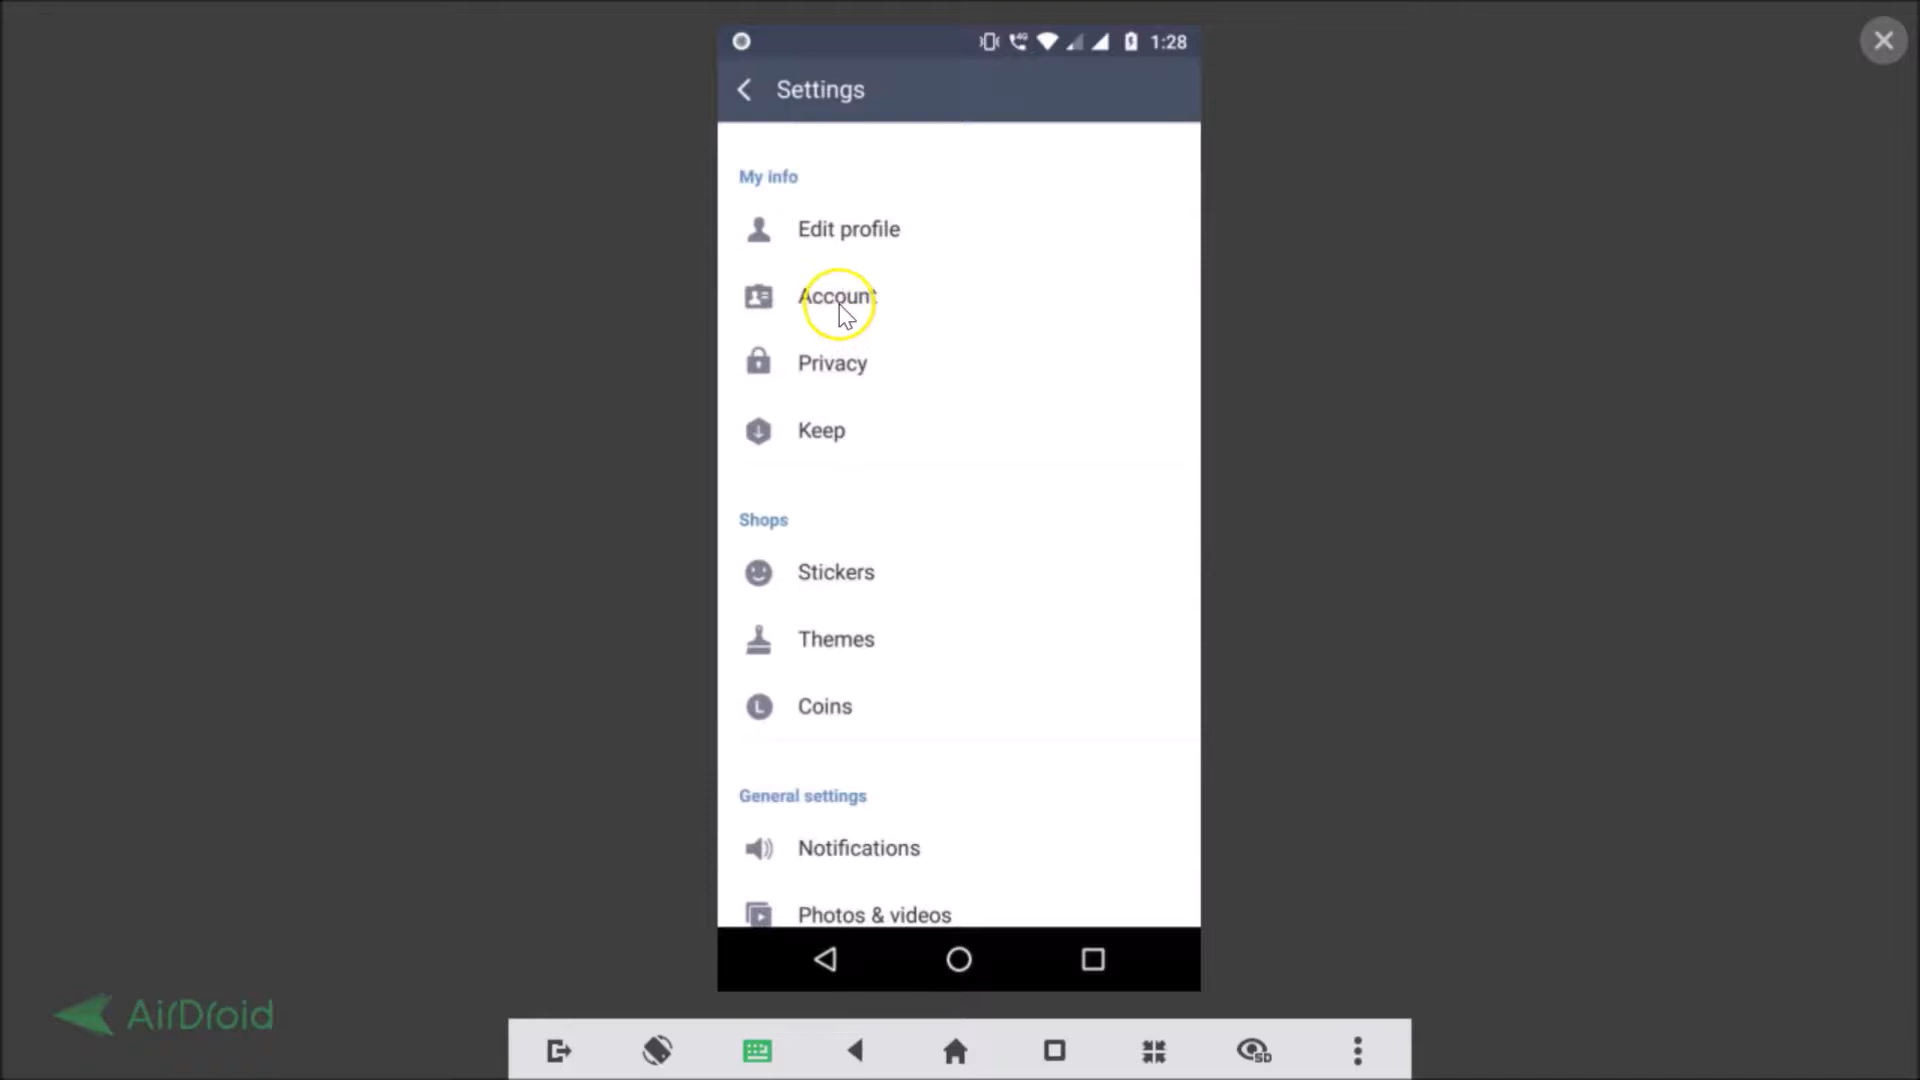 1:28
Settings
My info
Edit profile
Account
Privacy
Keep
Shops
Stickers
Themes
L Coins
General settings
Notifications
Photos & videos
AirDroid
SD